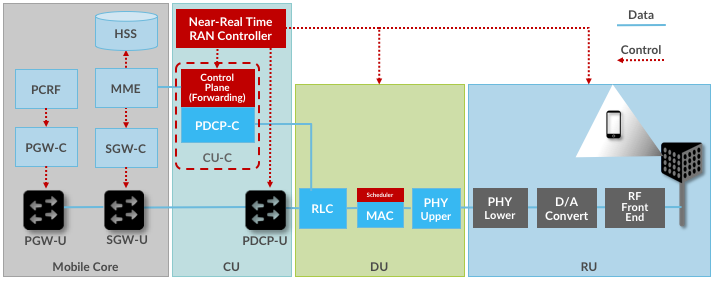 HSS
Near-Real Time
RAN Controller
Data
Control
PCRF
MME
Control
Plane
(Forwarding)
PDCP-C
PGW-C
SGW-C
CU-C
RLC
Scheduler
MAC
PHY
Upper
PHY
Lower
D/A
Convert
RF
Front
End
PGW-U
SGW-U
PDCP-U
Mobile Core
CU
DU
RU